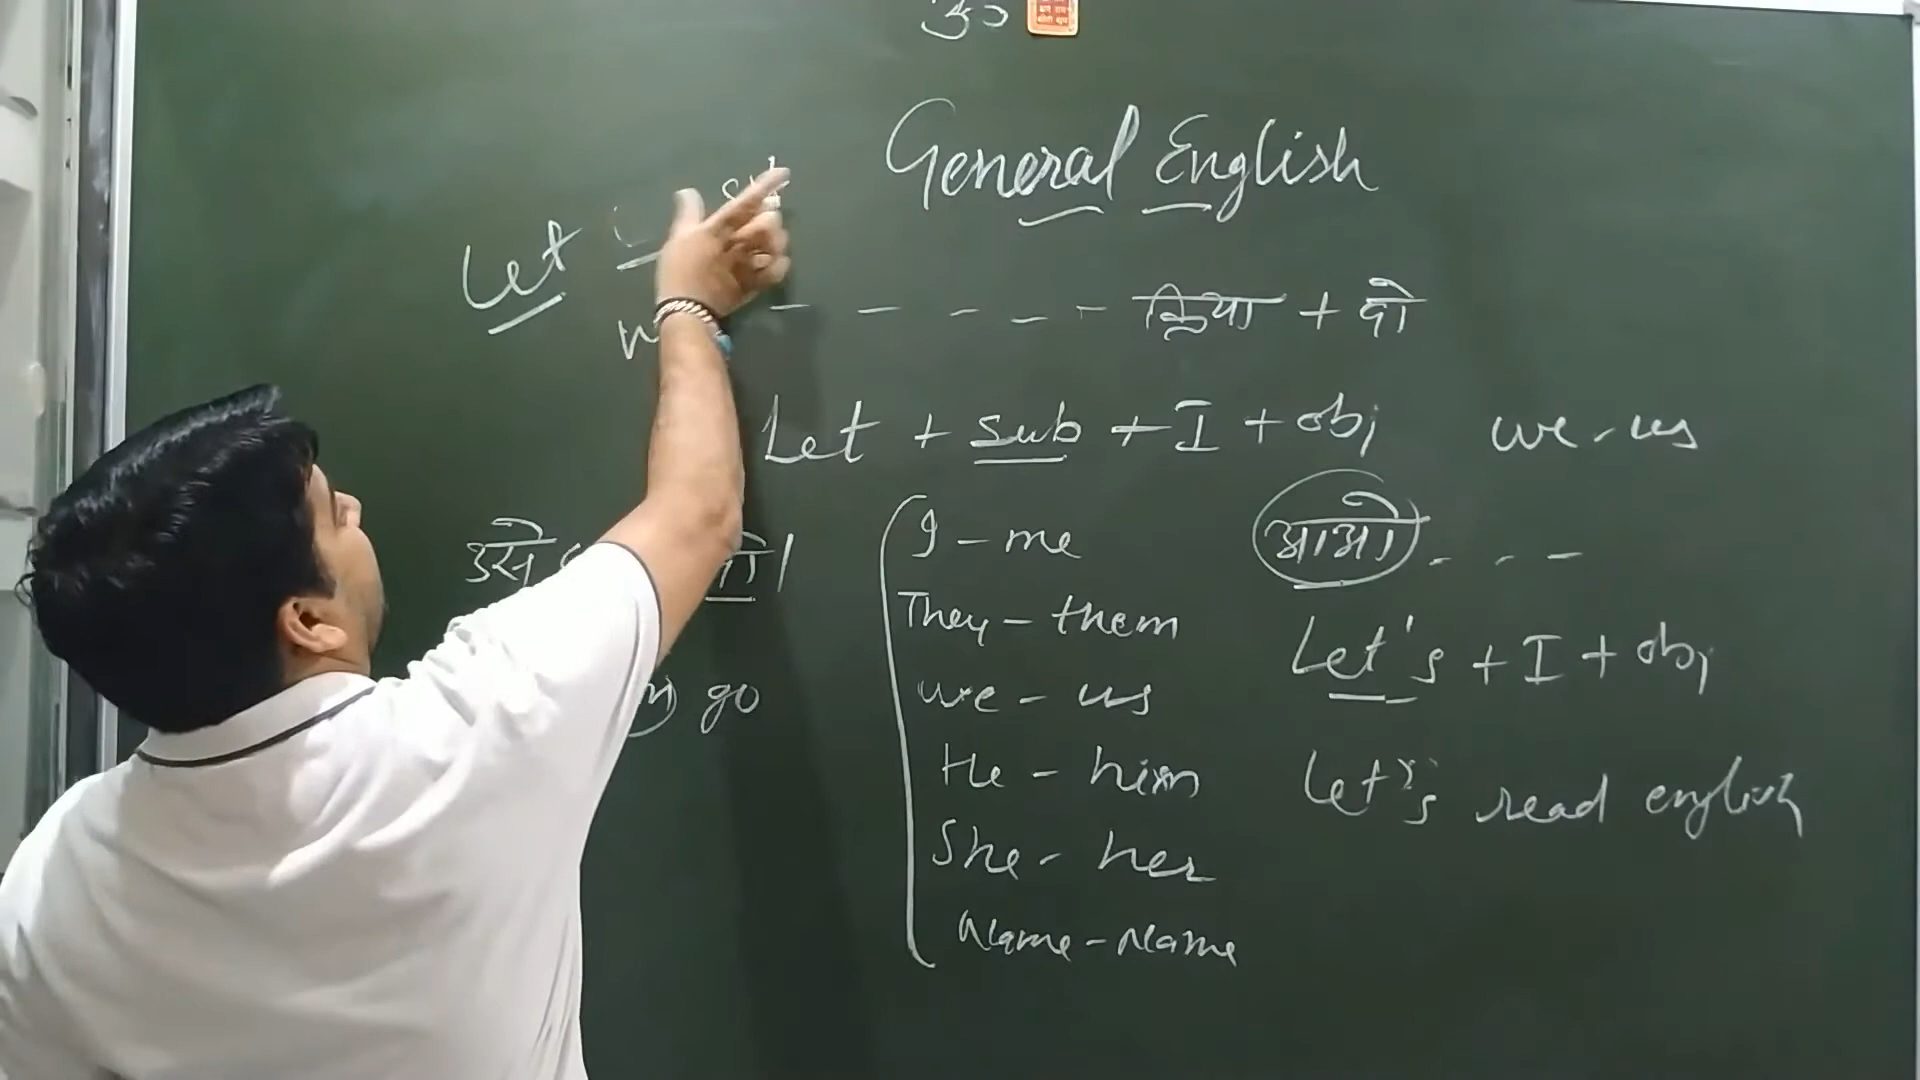 ॐ
General English
Let
- - - - - क्रिया + दो
Let + sub + I + obj we - us
उसे
I - me आओ - - -
They - them Let's + I + obj
go we - us
He - him Let's read english
She - her
Name - Name